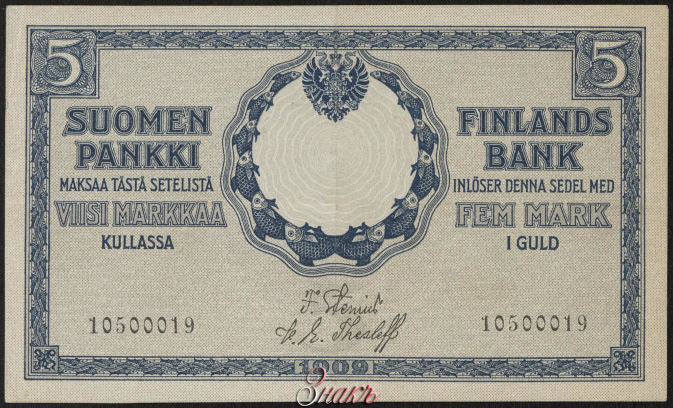 5
5
SUOMEN
PANKKI
MAKSAA TÄSTÄ SETELISTÄ
VIISI MARKKAA
KULLASSA
FINLANDS
BANK
INLÖSER DENNA SEDEL MED
FEM MARK
I GULD
10500019
10500019
1909
Знакъ